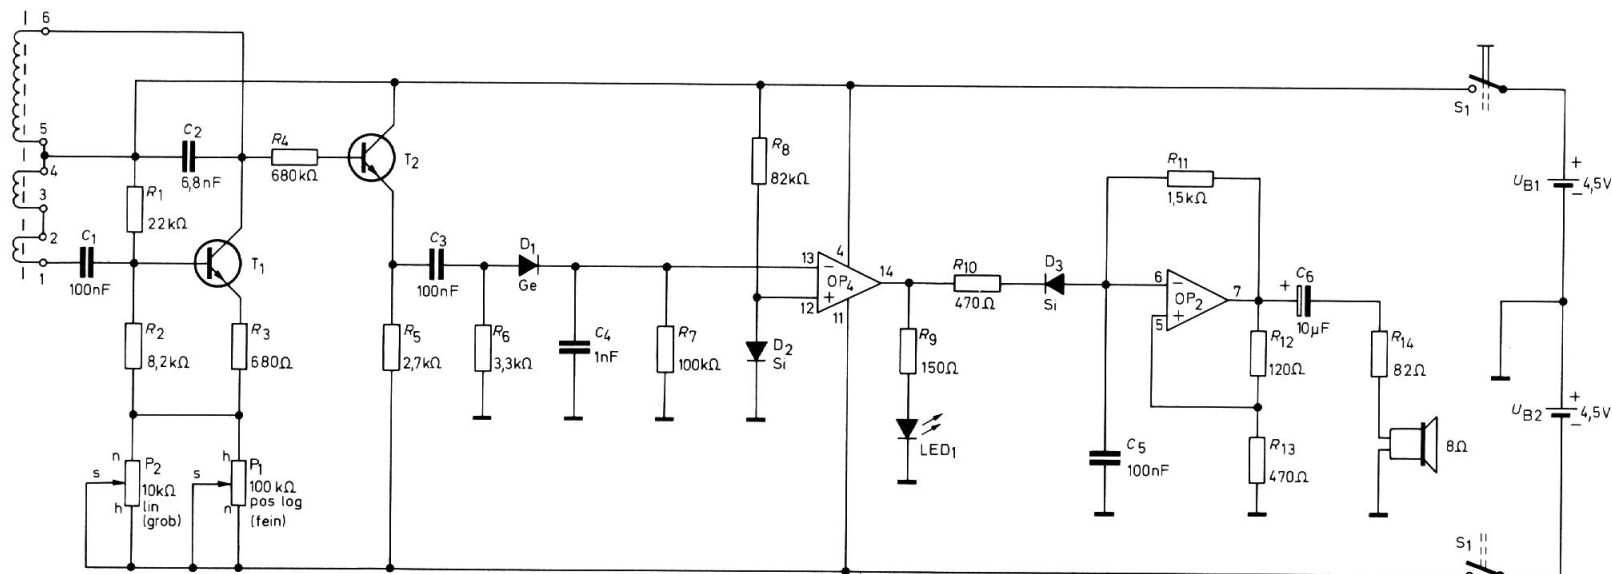 6
5
4
3
2
1
C2
6,8nF
R1
22kΩ
C1
100nF
T1
R2
8,2kΩ
R3
680Ω
n
s
h
P2
10kΩ
lin
(grob)
h
s
n
P1
100 kΩ
pos log
(fein)
R4
680kΩ
T2
C3
100nF
D1
Ge
R5
2,7kΩ
R6
3,3kΩ
C4
1nF
R7
100kΩ
R8
82kΩ
D2
Si
13
12
4
11
14
−
+
OP4
R9
150Ω
LED1
R10
470Ω
D3
Si
R11
1,5kΩ
6
5
7
−
+
OP2
C5
100nF
R12
120Ω
R13
470Ω
+
C6
10µF
R14
82Ω
8Ω
S1
UB1
+
−
4,5V
UB2
+
−
4,5V
S1